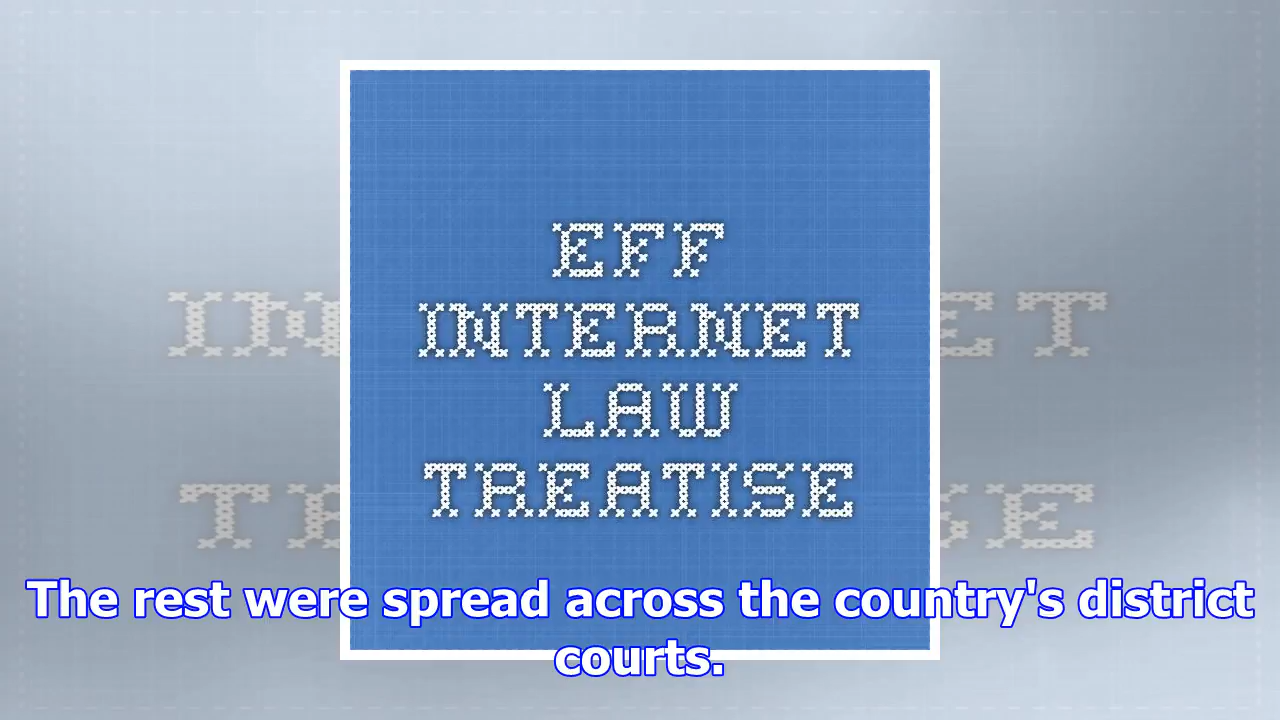 EFF
INTERNET
LAW
TREATISE
The rest were spread across the country's district
courts.